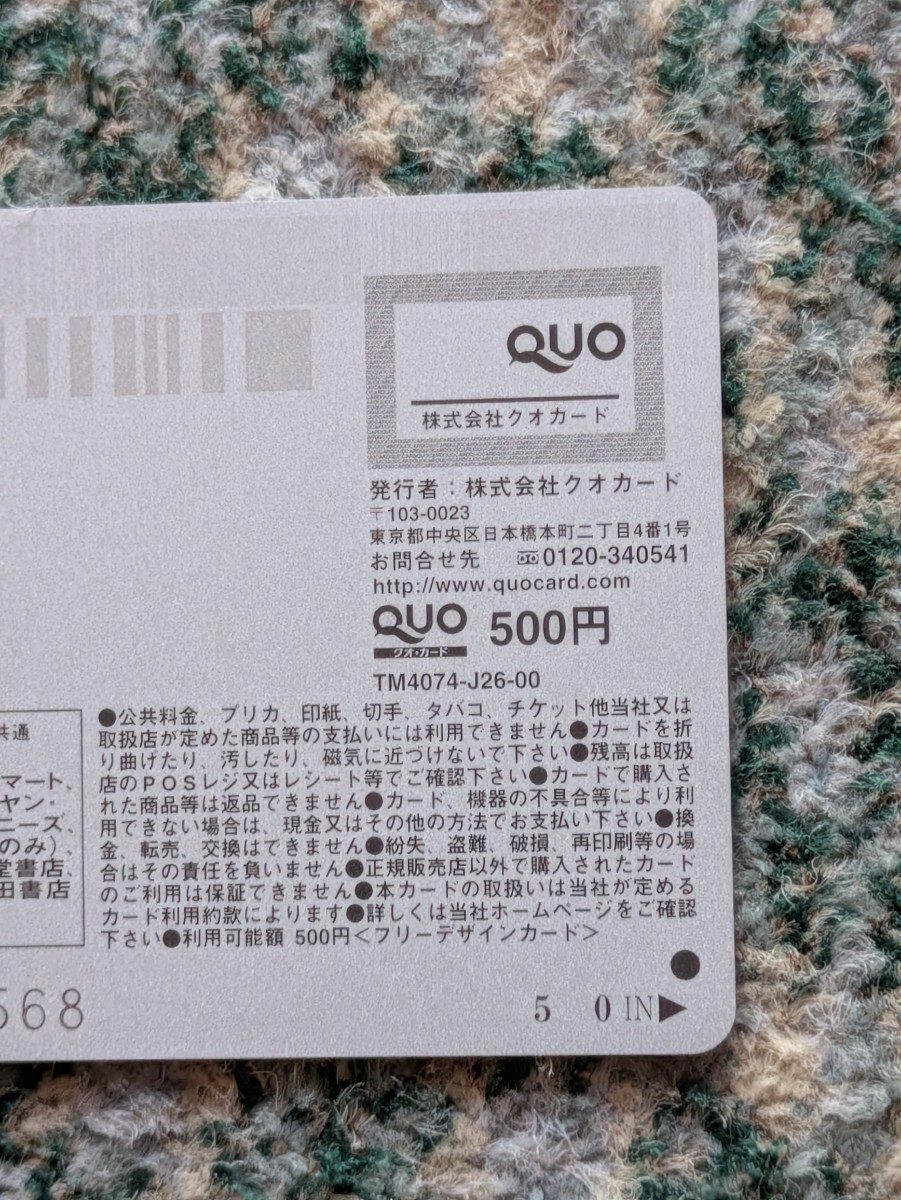 QUO
株式会社クオカード
発行者：株式会社クオカード
〒103-0023
東京都中央区日本橋本町二丁目4番1号
お問合せ先 0120-340541
http://www.quocard.com
QUO 500円
クオ・カード
TM4074-J26-00
共通
マート、
ヤン・
ニーズ、
のみ）、
堂書店、
田書店
●公共料金、プリカ、印紙、切手、タバコ、チケット他当社又は
取扱店が定めた商品等の支払いには利用できません●カードを折
り曲げたり、汚したり、磁気に近づけないで下さい●残高は取扱
店のPOSレジ又はレシート等でご確認下さい●カードで購入さ
れた商品等は返品できません●カード、機器の不具合等により利
用できない場合は、現金又はその他の方法でお支払い下さい●換
金、転売、交換はできません●紛失、盗難、破損、再印刷等の場
合はその責任を負いません●正規販売店以外で購入されたカード
のご利用は保証できません●本カードの取扱いは当社が定める
カード利用約款によります●詳しくは当社ホームページをご確認
下さい●利用可能額 500円＜フリーデザインカード＞
568
5 0 IN▶